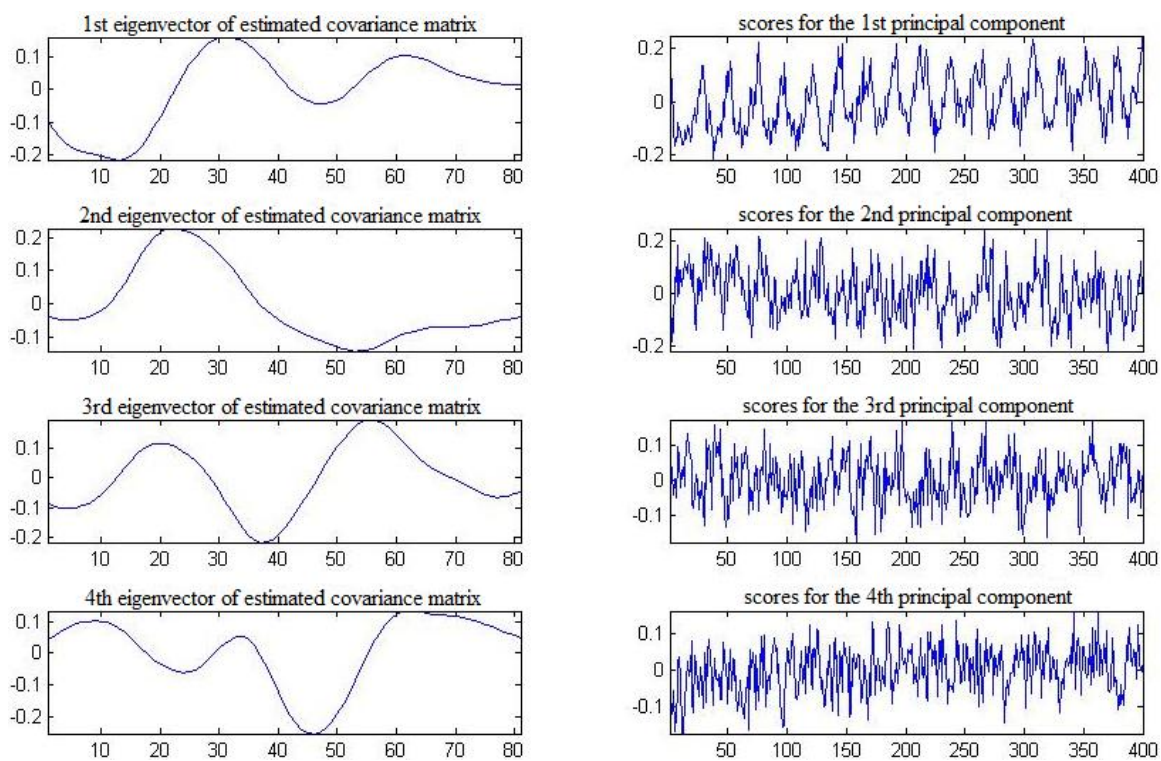 1st eigenvector of estimated covariance matrix
0.1
0
-0.1
-0.2
10 20 30 40 50 60 70 80
scores for the 1st principal component
0.2
0
-0.2
50 100 150 200 250 300 350 400
2nd eigenvector of estimated covariance matrix
0.2
0.1
0
-0.1
10 20 30 40 50 60 70 80
scores for the 2nd principal component
0.2
0
-0.2
50 100 150 200 250 300 350 400
3rd eigenvector of estimated covariance matrix
0.1
0
-0.1
-0.2
10 20 30 40 50 60 70 80
scores for the 3rd principal component
0.1
0
-0.1
50 100 150 200 250 300 350 400
4th eigenvector of estimated covariance matrix
0.1
0
-0.1
-0.2
10 20 30 40 50 60 70 80
scores for the 4th principal component
0.1
0
-0.1
50 100 150 200 250 300 350 400